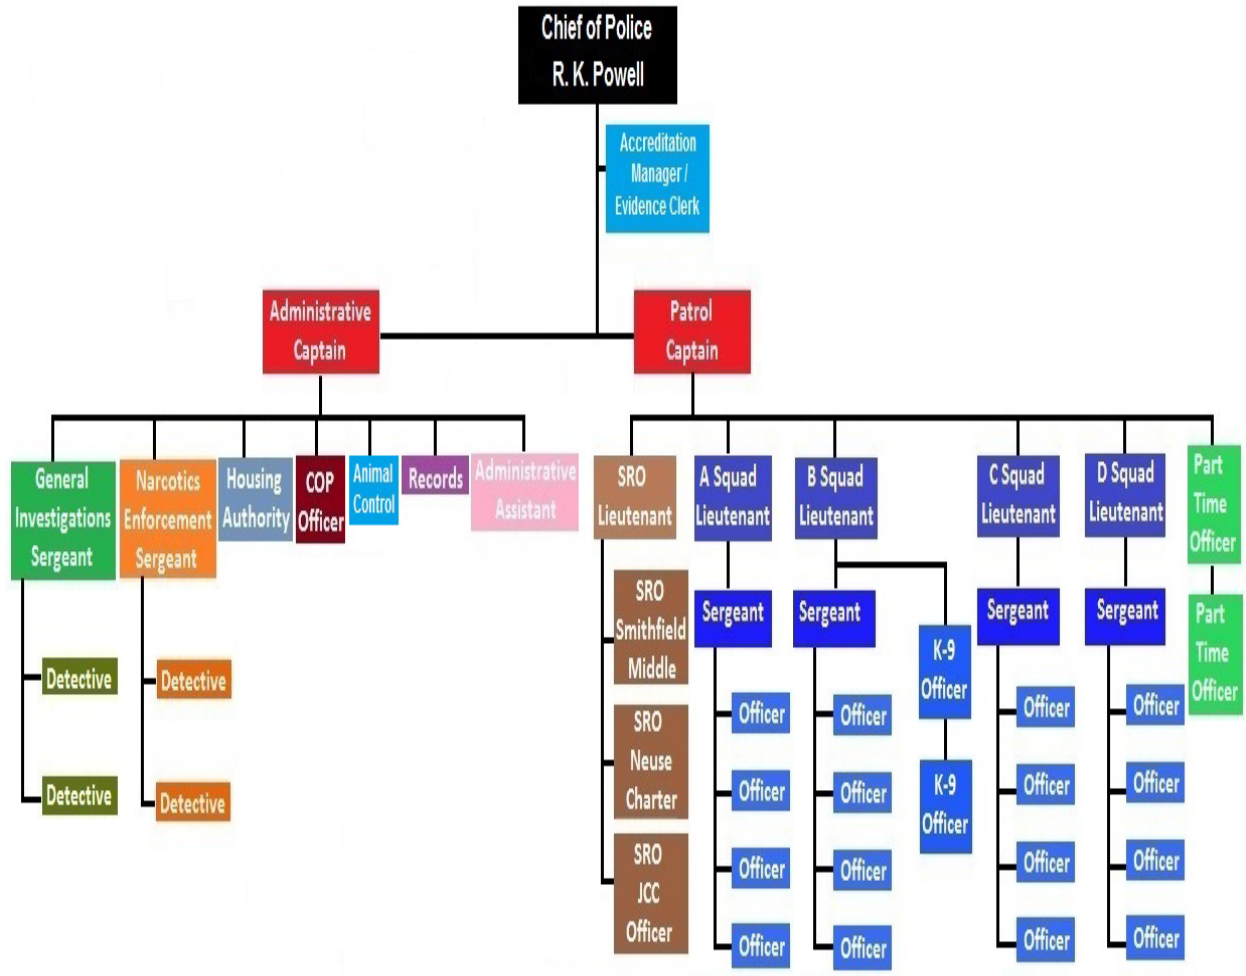 Chief of Police
R. K. Powell
Accreditation
Manager /
Evidence Clerk
Administrative
Captain
Patrol
Captain
General
Investigations
Sergeant
Narcotics
Enforcement
Sergeant
Housing
Authority
COP
Officer
Animal
Control
Records
Administrative
Assistant
SRO
Lieutenant
A Squad
Lieutenant
B Squad
Lieutenant
C Squad
Lieutenant
D Squad
Lieutenant
Part
Time
Officer
Detective
Detective
Detective
Detective
SRO
Smithfield
Middle
SRO
Neuse
Charter
SRO
JCC
Officer
Sergeant
Officer
Officer
Officer
Officer
Sergeant
Officer
Officer
Officer
Officer
K-9
Officer
K-9
Officer
Sergeant
Officer
Officer
Officer
Officer
Sergeant
Officer
Officer
Officer
Officer
Part
Time
Officer